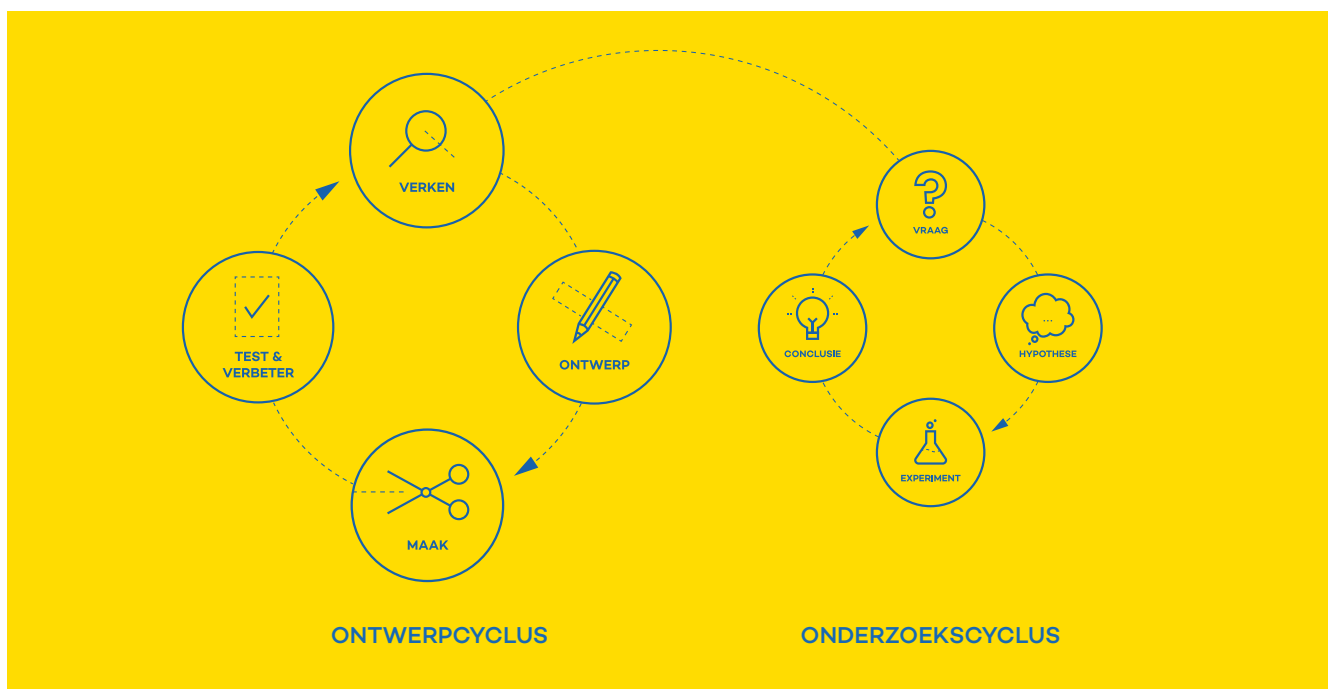 VERKEN
ONTWERP
MAAK
TEST &
VERBETER
ONTWERPCYCLUS
VRAAG
HYPOTHESE
...
EXPERIMENT
CONCLUSIE
ONDERZOEKSCYCLUS